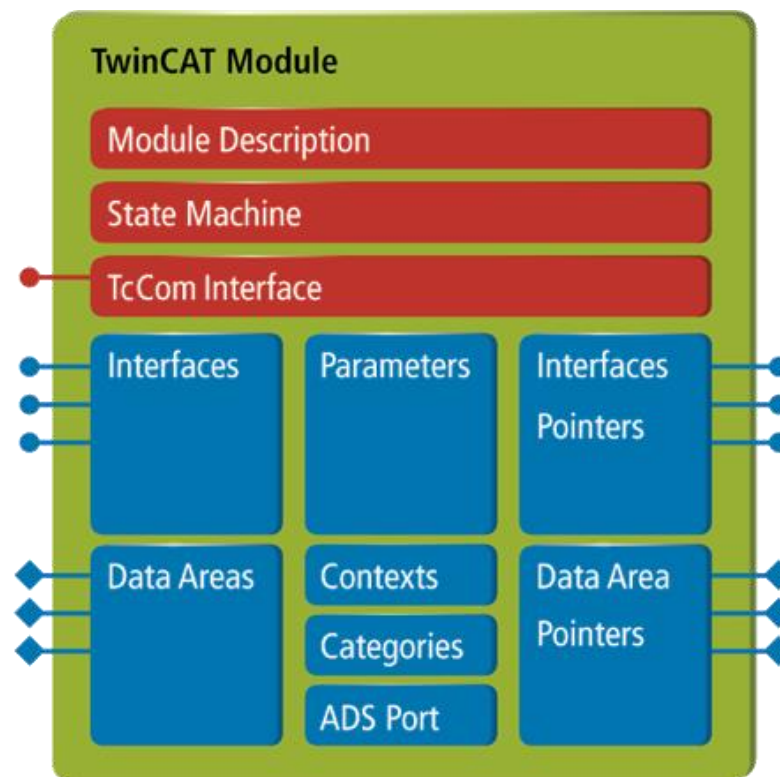 TwinCAT Module
Module Description
State Machine
TcCom Interface
Interfaces
Parameters
Interfaces
Pointers
Data Areas
Contexts
Categories
ADS Port
Data Area
Pointers